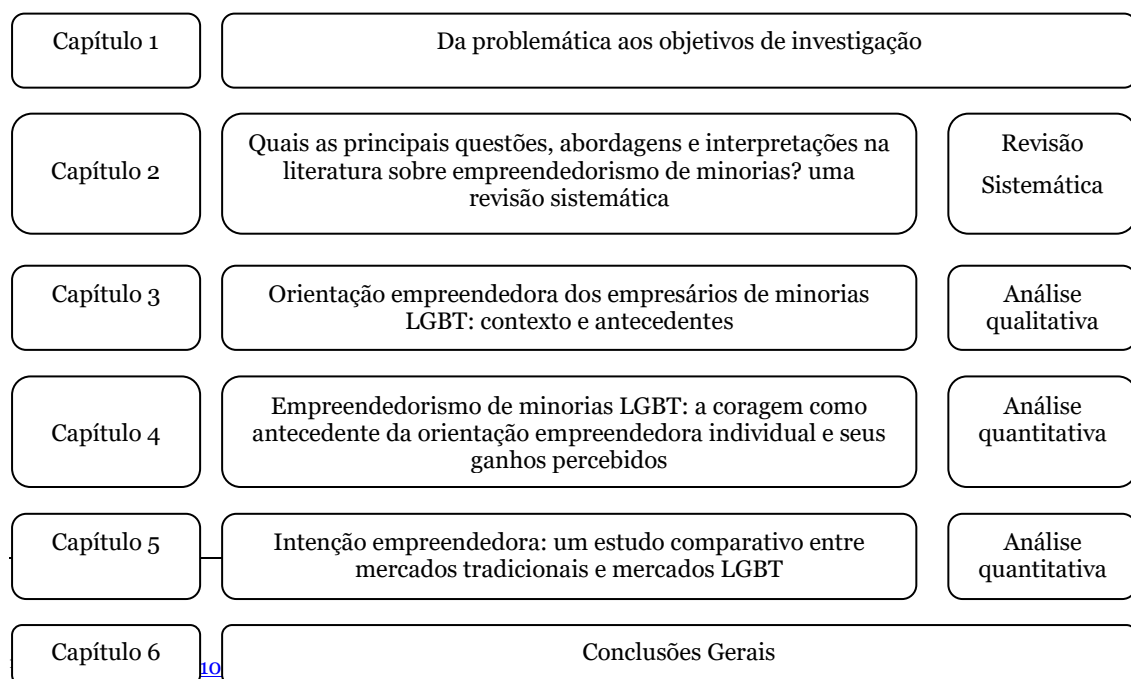 Capítulo 1
Da problemática aos objetivos de investigação
Capítulo 2
Quais as principais questões, abordagens e interpretações na
literatura sobre empreendedorismo de minorias? uma
revisão sistemática
Revisão
Sistemática
Capítulo 3
Orientação empreendedora dos empresários de minorias
LGBT: contexto e antecedentes
Análise
qualitativa
Capítulo 4
Empreendedorismo de minorias LGBT: a coragem como
antecedente da orientação empreendedora individual e seus
ganhos percebidos
Análise
quantitativa
Capítulo 5
Intenção empreendedora: um estudo comparativo entre
mercados tradicionais e mercados LGBT
Análise
quantitativa
Capítulo 6
Conclusões Gerais
10